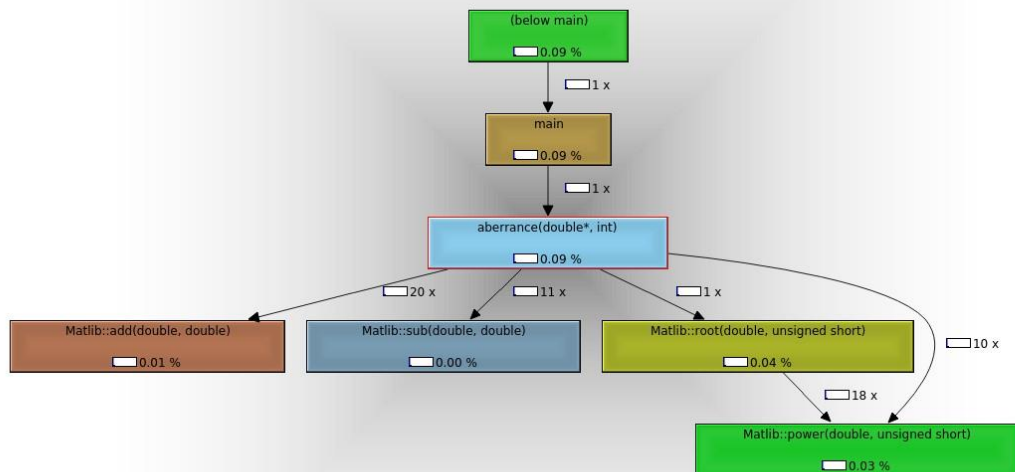 (below main)
0.09 %
1 x
main
0.09 %
1 x
aberrance(double*, int)
0.09 %
20 x
11 x
1 x
Matlib::add(double, double)
0.01 %
Matlib::sub(double, double)
0.00 %
Matlib::root(double, unsigned short)
0.04 %
10 x
18 x
Matlib::power(double, unsigned short)
0.03 %